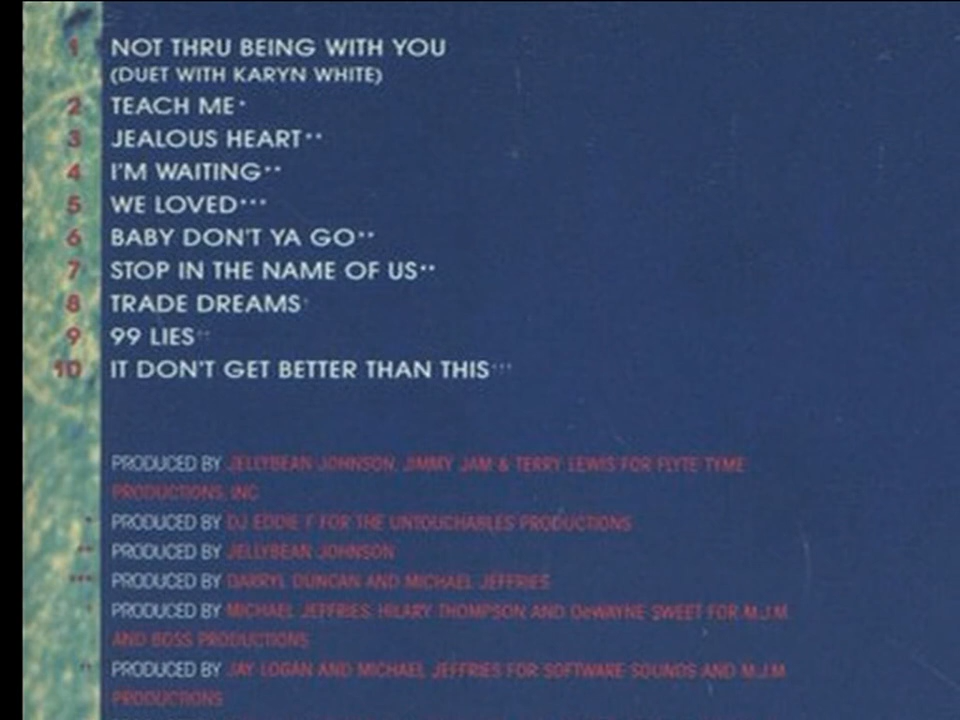 1 NOT THRU BEING WITH YOU
(DUET WITH KARYN WHITE)
2 TEACH ME*
3 JEALOUS HEART**
4 I'M WAITING**
5 WE LOVED***
6 BABY DON'T YA GO**
7 STOP IN THE NAME OF US**
8 TRADE DREAMS†
9 99 LIES††
10 IT DON'T GET BETTER THAN THIS†††
PRODUCED BY JELLYBEAN JOHNSON, JIMMY JAM & TERRY LEWIS FOR FLYTE TYME
PRODUCTIONS, INC
* PRODUCED BY DJ EDDIE F FOR THE UNTOUCHABLES PRODUCTIONS
** PRODUCED BY JELLYBEAN JOHNSON
*** PRODUCED BY DARRYL DUNCAN AND MICHAEL JEFFRIES
† PRODUCED BY MICHAEL JEFFRIES, HILARY THOMPSON AND DeWAYNE SWEET FOR M.J.M.
AND BOSS PRODUCTIONS
†† PRODUCED BY JAY LOGAN AND MICHAEL JEFFRIES FOR SOFTWARE SOUNDS AND M.J.M.
PRODUCTIONS